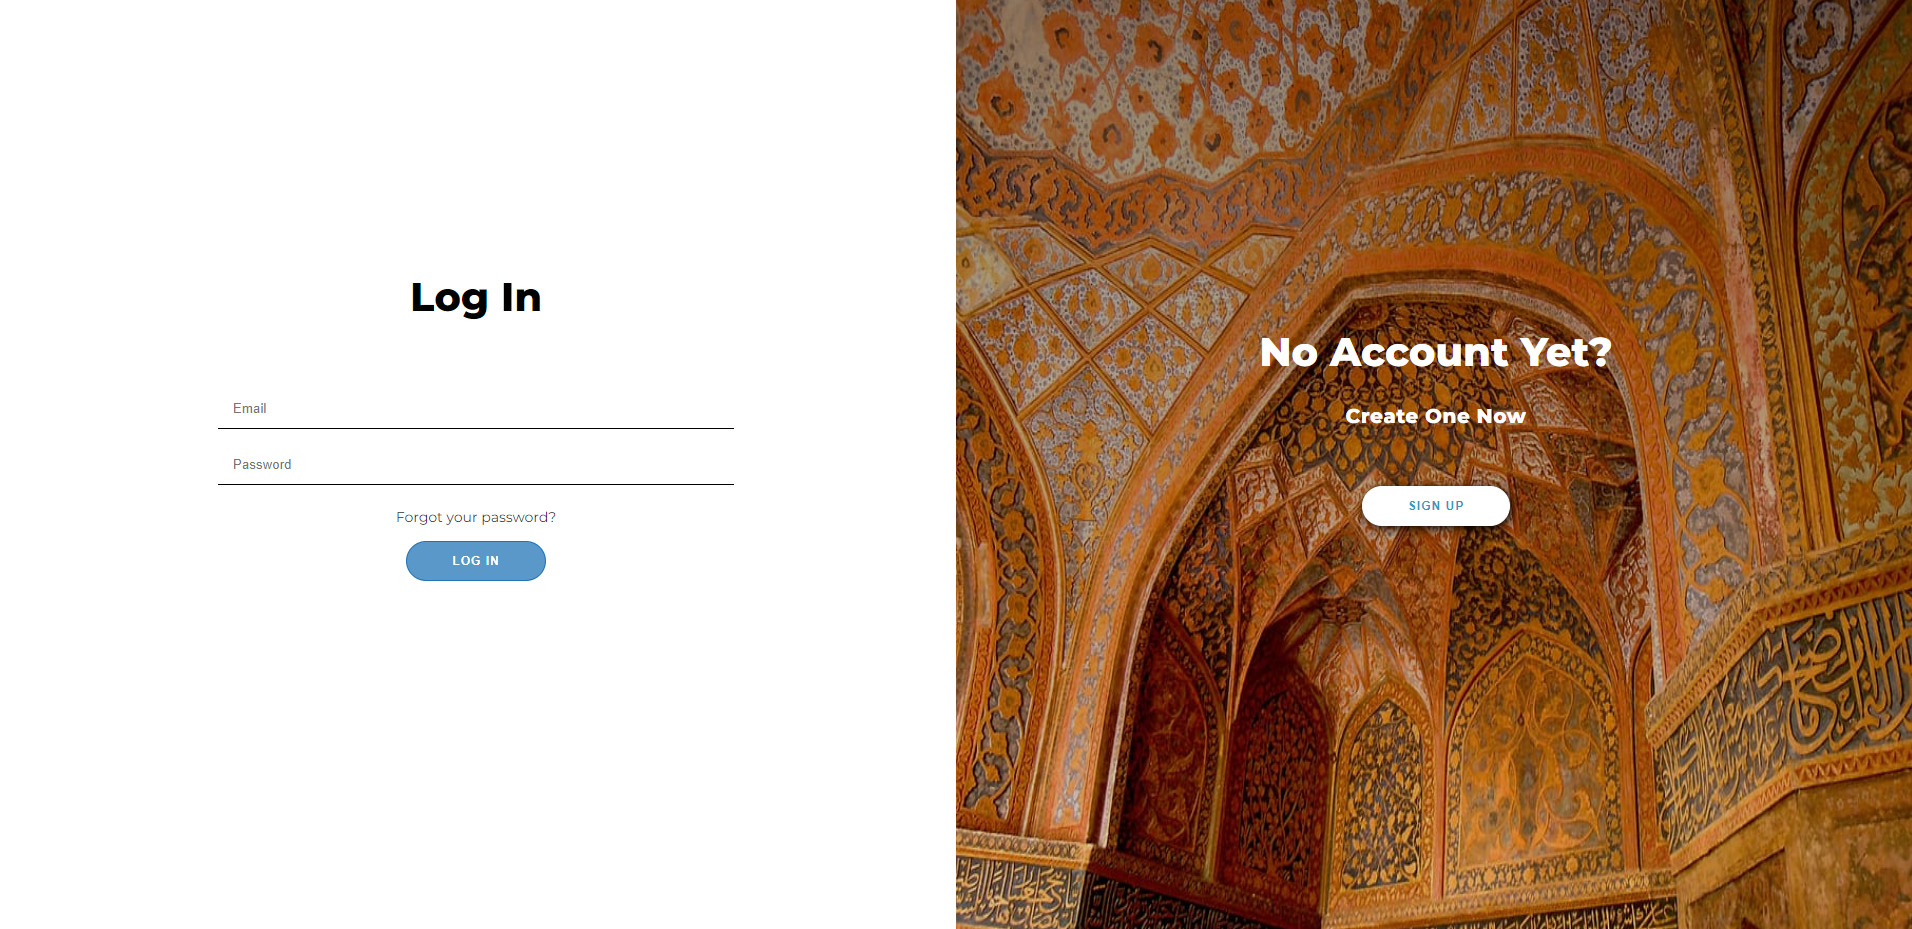 Log In
Email
Password
Forgot your password?
LOG IN
No Account Yet?
Create One Now
SIGN UP